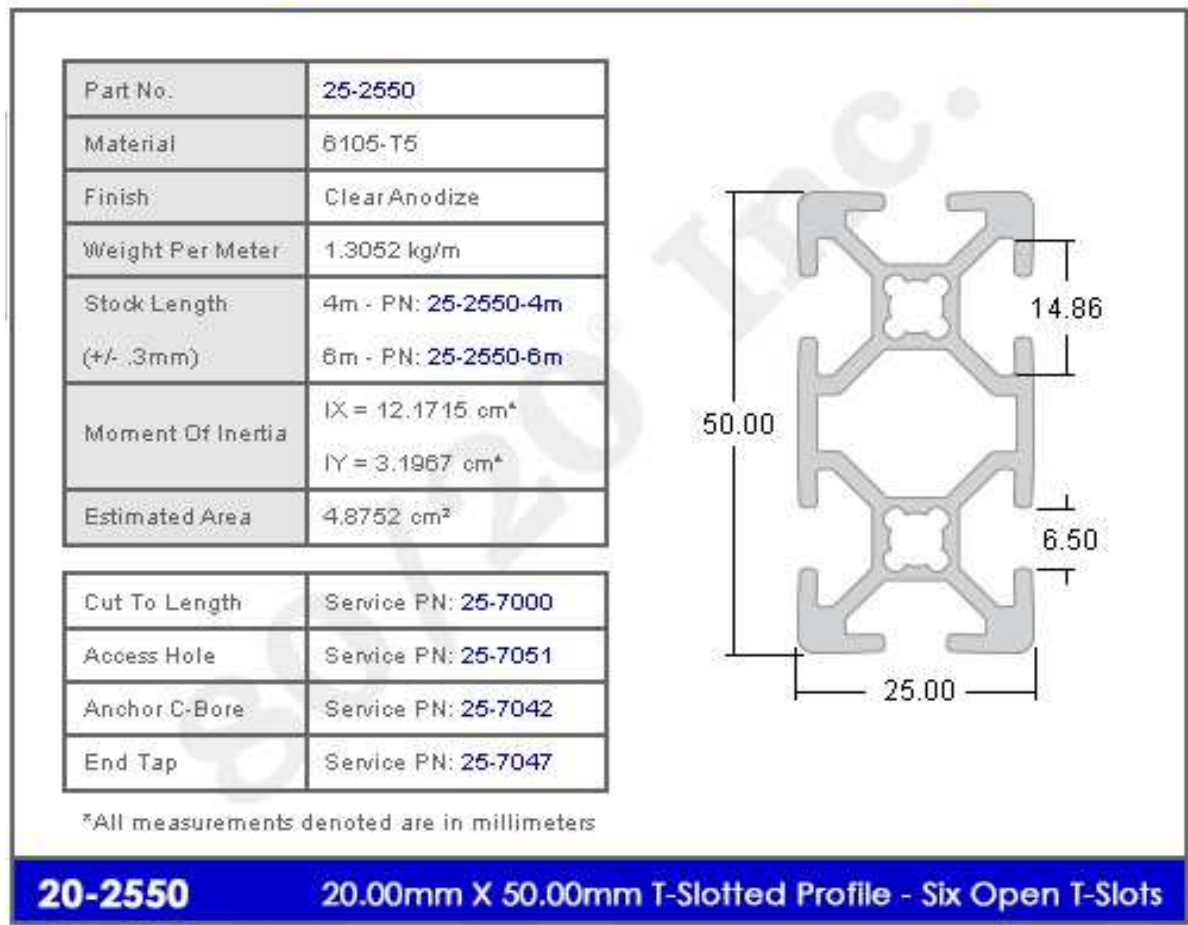 Part No. 25-2550
Material 6105-T5
Finish Clear Anodize
Weight Per Meter 1.3052 kg/m
Stock Length 4m - PN: 25-2550-4m
(+/- .3mm) 6m - PN: 25-2550-6m
Moment Of Inertia
IX = 12.1715 cm⁴
IY = 3.1967 cm⁴
Estimated Area 4.8752 cm²
Cut To Length Service PN: 25-7000
Access Hole Service PN: 25-7051
Anchor C-Bore Service PN: 25-7042
End Tap Service PN: 25-7047
*All measurements denoted are in millimeters
14.86
50.00
6.50
25.00
80/20® Inc.
20-2550 20.00mm X 50.00mm T-Slotted Profile - Six Open T-Slots